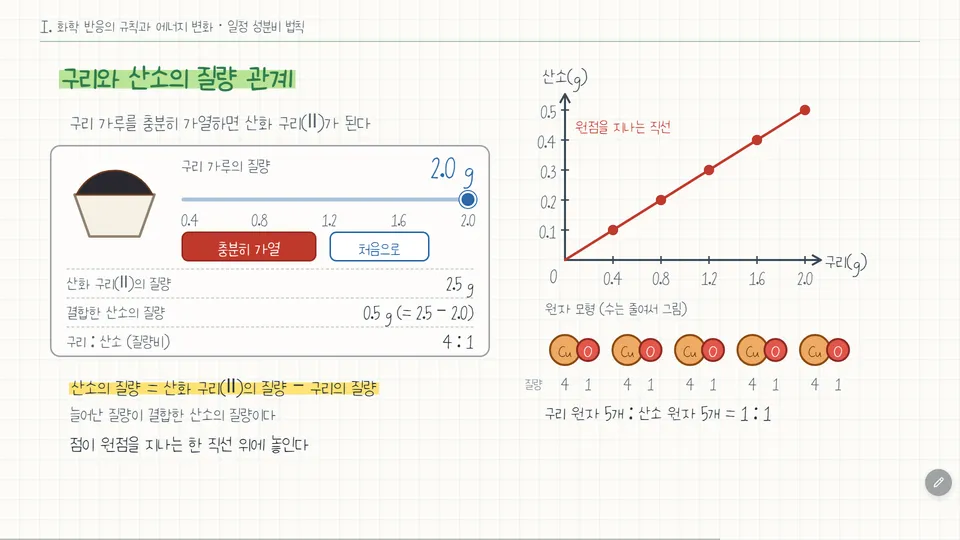 I. 화학 반응의 규칙과 에너지 변화 · 일정 성분비 법칙
구리와 산소의 질량 관계
구리 가루를 충분히 가열하면 산화 구리(II)가 된다
구리 가루의 질량
2.0 g
0.4 0.8 1.2 1.6 2.0
충분히 가열
처음으로
산화 구리(II)의 질량 2.5 g
결합한 산소의 질량 0.5 g (= 2.5 − 2.0)
구리 : 산소 (질량비) 4 : 1
산소의 질량 = 산화 구리(II)의 질량 − 구리의 질량
늘어난 질량이 결합한 산소의 질량이다
점이 원점을 지나는 한 직선 위에 놓인다
산소(g)
0.5
원점을 지나는 직선
0.4
0.3
0.2
0.1
구리(g)
0 0.4 0.8 1.2 1.6 2.0
원자 모형 (수는 줄여서 그림)
Cu O Cu O Cu O Cu O Cu O
질량 4 1 4 1 4 1 4 1 4 1
구리 원자 5개 : 산소 원자 5개 = 1 : 1